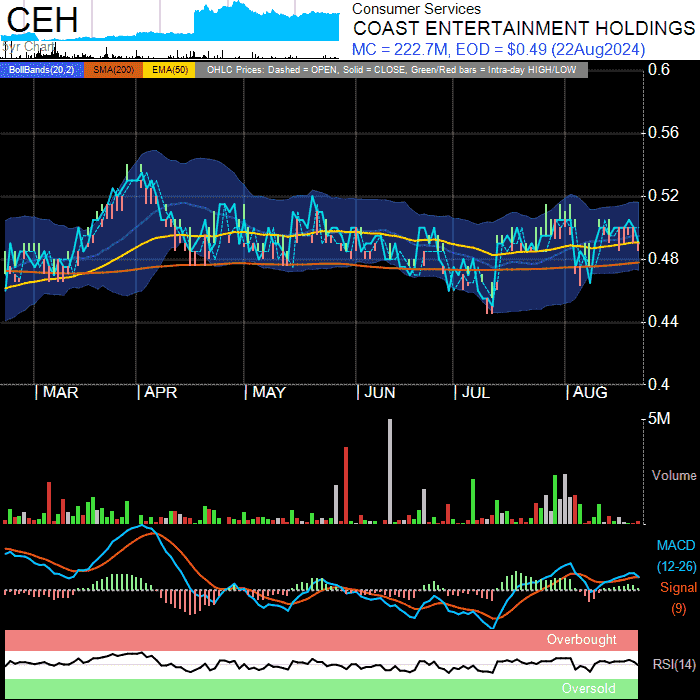 CEH
Consumer Services
COAST ENTERTAINMENT HOLDINGS
5yr Chart
MC = 222.7M, EOD = $0.49 (22Aug2024)
BollBands(20,2) SMA(200) EMA(50) OHLC Prices: Dashed = OPEN, Solid = CLOSE, Green/Red bars = Intra-day HIGH/LOW
0.6
0.56
0.52
0.48
0.44
0.4
| MAR | APR | MAY | JUN | JUL | AUG
5M
Volume
MACD
(12-26)
Signal
(9)
Overbought
RSI(14)
Oversold